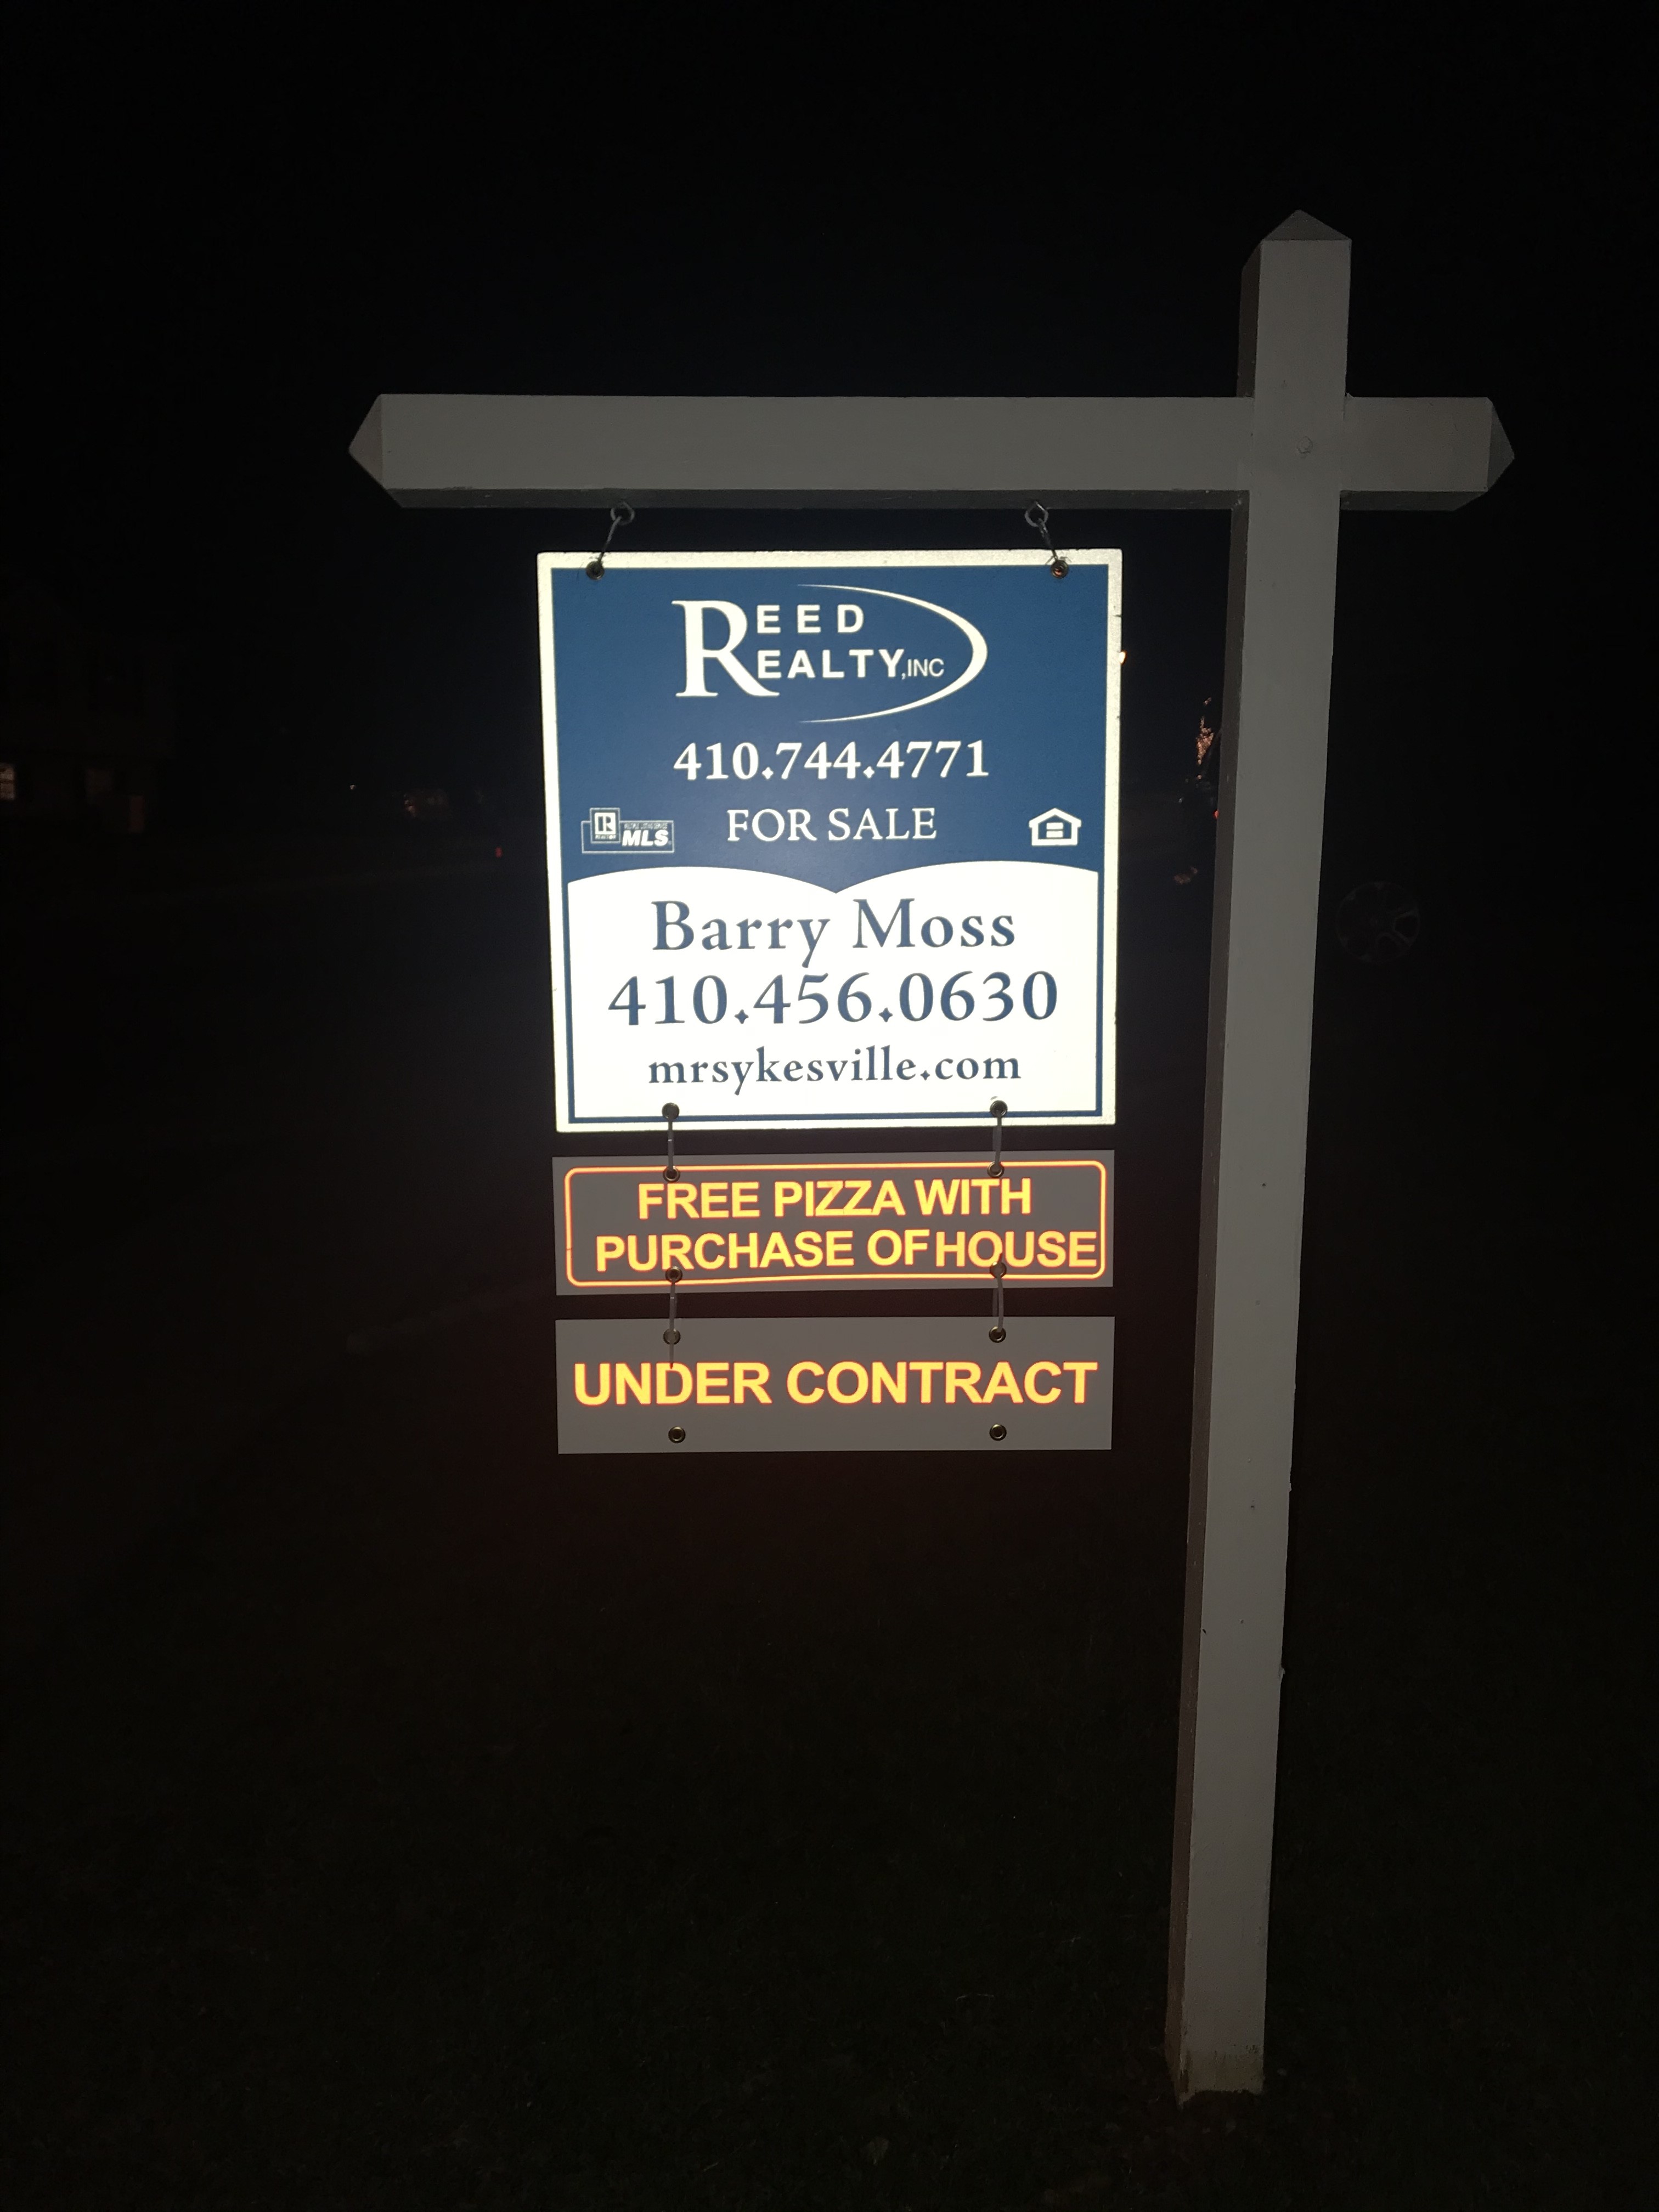 REED
REALTY, INC
410.744.4771
FOR SALE
R
REALTOR
MLS
Barry Moss
410.456.0630
mrsykesville.com
FREE PIZZA WITH
PURCHASE OF HOUSE
UNDER CONTRACT